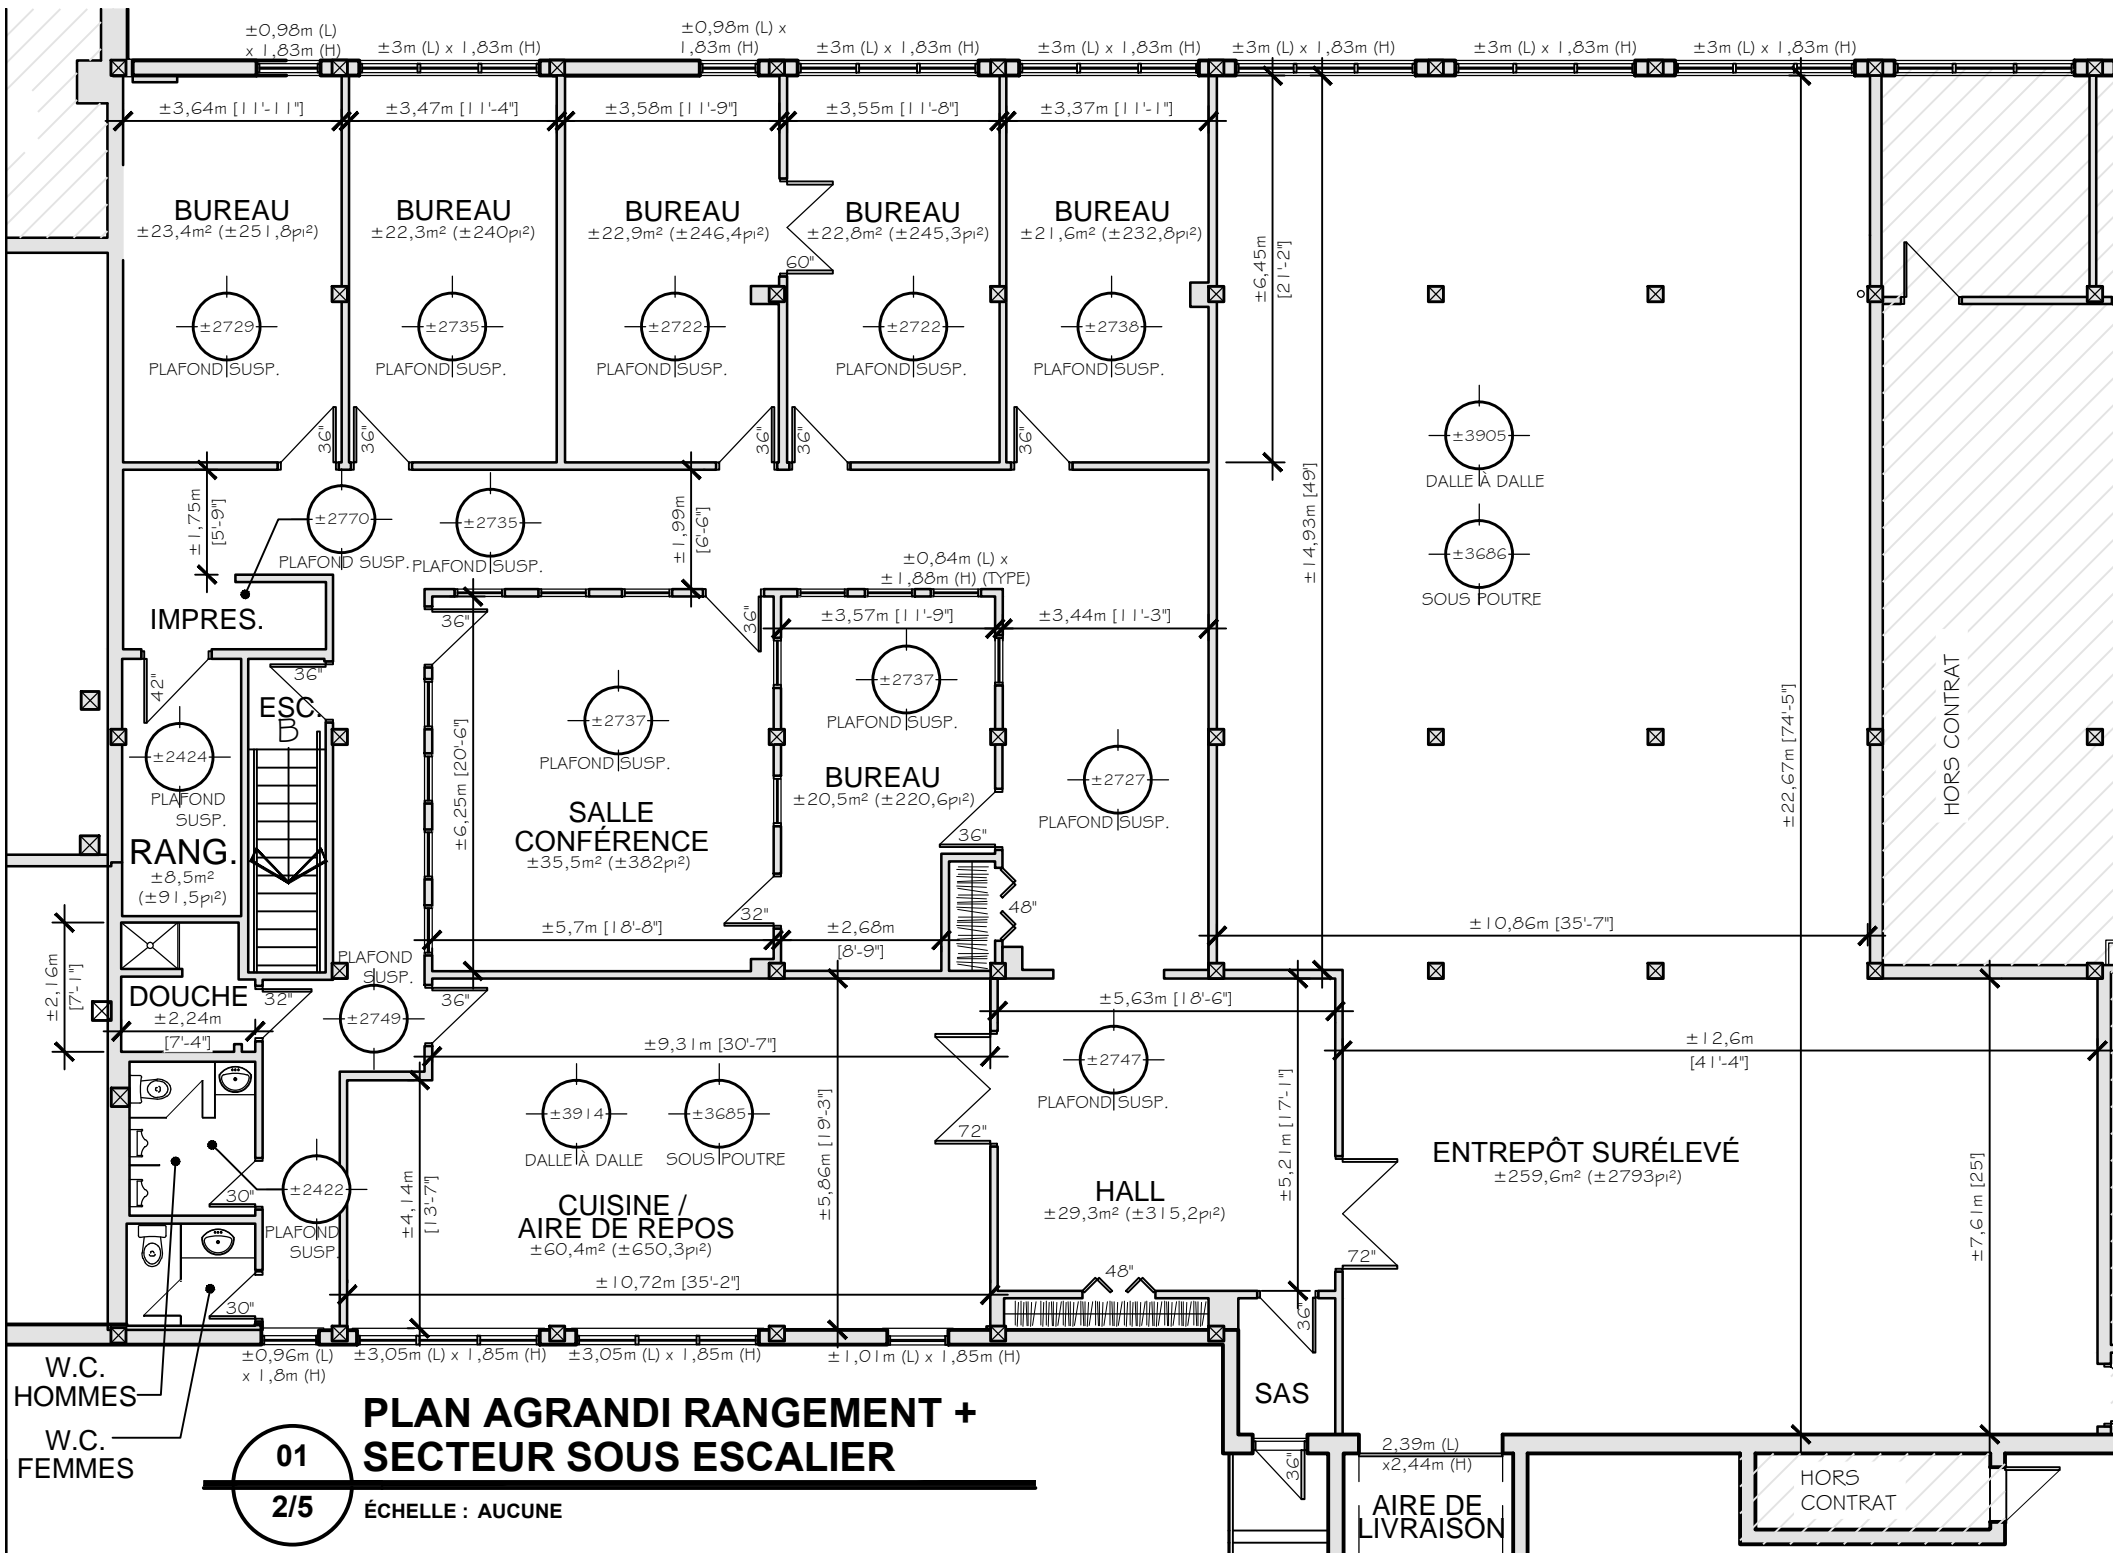 ±0,98m (L)
x 1,83m (H)
±3m (L) x 1,83m (H)
±0,98m (L) x
1,83m (H)
±3m (L) x 1,83m (H)
±3m (L) x 1,83m (H)
±3m (L) x 1,83m (H)
±3m (L) x 1,83m (H)
±3m (L) x 1,83m (H)
±3,64m [11'-11"]
±3,47m [11'-4"]
±3,58m [11'-9"]
±3,55m [11'-8"]
±3,37m [11'-1"]
BUREAU
±23,4m² (±251,8pi²)
BUREAU
±22,3m² (±240pi²)
BUREAU
±22,9m² (±246,4pi²)
BUREAU
±22,8m² (±245,3pi²)
BUREAU
±21,6m² (±232,8pi²)
60"
±6,45m
[21'-2"]
±2729
PLAFOND SUSP.
±2735
PLAFOND SUSP.
±2722
PLAFOND SUSP.
±2722
PLAFOND SUSP.
±2738
PLAFOND SUSP.
36"
36"
36"
36"
36"
±3905
DALLE À DALLE
±3686
SOUS POUTRE
±14,93m [49']
±1,75m
[5'-9"]
±2770
PLAFOND SUSP.
±2735
PLAFOND SUSP.
±1,99m
[6'-6"]
±0,84m (L) x
±1,88m (H) (TYPE)
IMPRES.
36"
36"
±3,57m [11'-9"]
±3,44m [11'-3"]
42"
36"
ESC.
B
±2424
PLAFOND
SUSP.
RANG.
±8,5m²
(±91,5pi²)
±6,25m [20'-6"]
±2737
PLAFOND SUSP.
SALLE
CONFÉRENCE
±35,5m² (±382pi²)
±2737
PLAFOND SUSP.
BUREAU
±20,5m² (±220,6pi²)
36"
±2727
PLAFOND SUSP.
±22,67m [74'-5"]
HORS CONTRAT
48"
32"
±5,7m [18'-8"]
±2,68m
[8'-9"]
±10,86m [35'-7"]
±2,16m
[7'-1"]
PLAFOND
SUSP.
±2749
DOUCHE
±2,24m
[7'-4"]
32"
36"
±9,31m [30'-7"]
±5,63m [18'-6"]
±12,6m
[41'-4"]
±2747
PLAFOND SUSP.
±3914
DALLE À DALLE
±3685
SOUS POUTRE
72"
±5,86m [19'-3"]
±5,21m [17'-1"]
±4,14m
[13'-7"]
±2422
PLAFOND
SUSP.
30"
30"
CUISINE /
AIRE DE REPOS
±60,4m² (±650,3pi²)
±10,72m [35'-2"]
HALL
±29,3m² (±315,2pi²)
48"
72"
36"
ENTREPÔT SURÉLEVÉ
±259,6m² (±2793pi²)
±7,61m [25']
±0,96m (L)
x 1,8m (H)
±3,05m (L) x 1,85m (H)
±3,05m (L) x 1,85m (H)
±1,01m (L) x 1,85m (H)
W.C.
HOMMES
W.C.
FEMMES
SAS
36"
2,39m (L)
x2,44m (H)
AIRE DE
LIVRAISON
HORS
CONTRAT
01
2/5
PLAN AGRANDI RANGEMENT +
SECTEUR SOUS ESCALIER
ÉCHELLE : AUCUNE